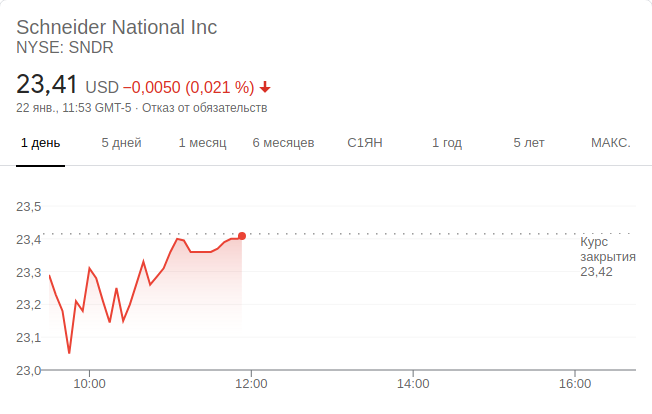 Schneider National Inc
NYSE: SNDR
23,41 USD −0,0050 (0,021 %)
22 янв., 11:53 GMT-5 · Отказ от обязательств
1 день 5 дней 1 месяц 6 месяцев С1ЯН 1 год 5 лет МАКС.
23,5
23,4
23,3
23,2
23,1
23,0
Курс
закрытия
23,42
10:00 12:00 14:00 16:00